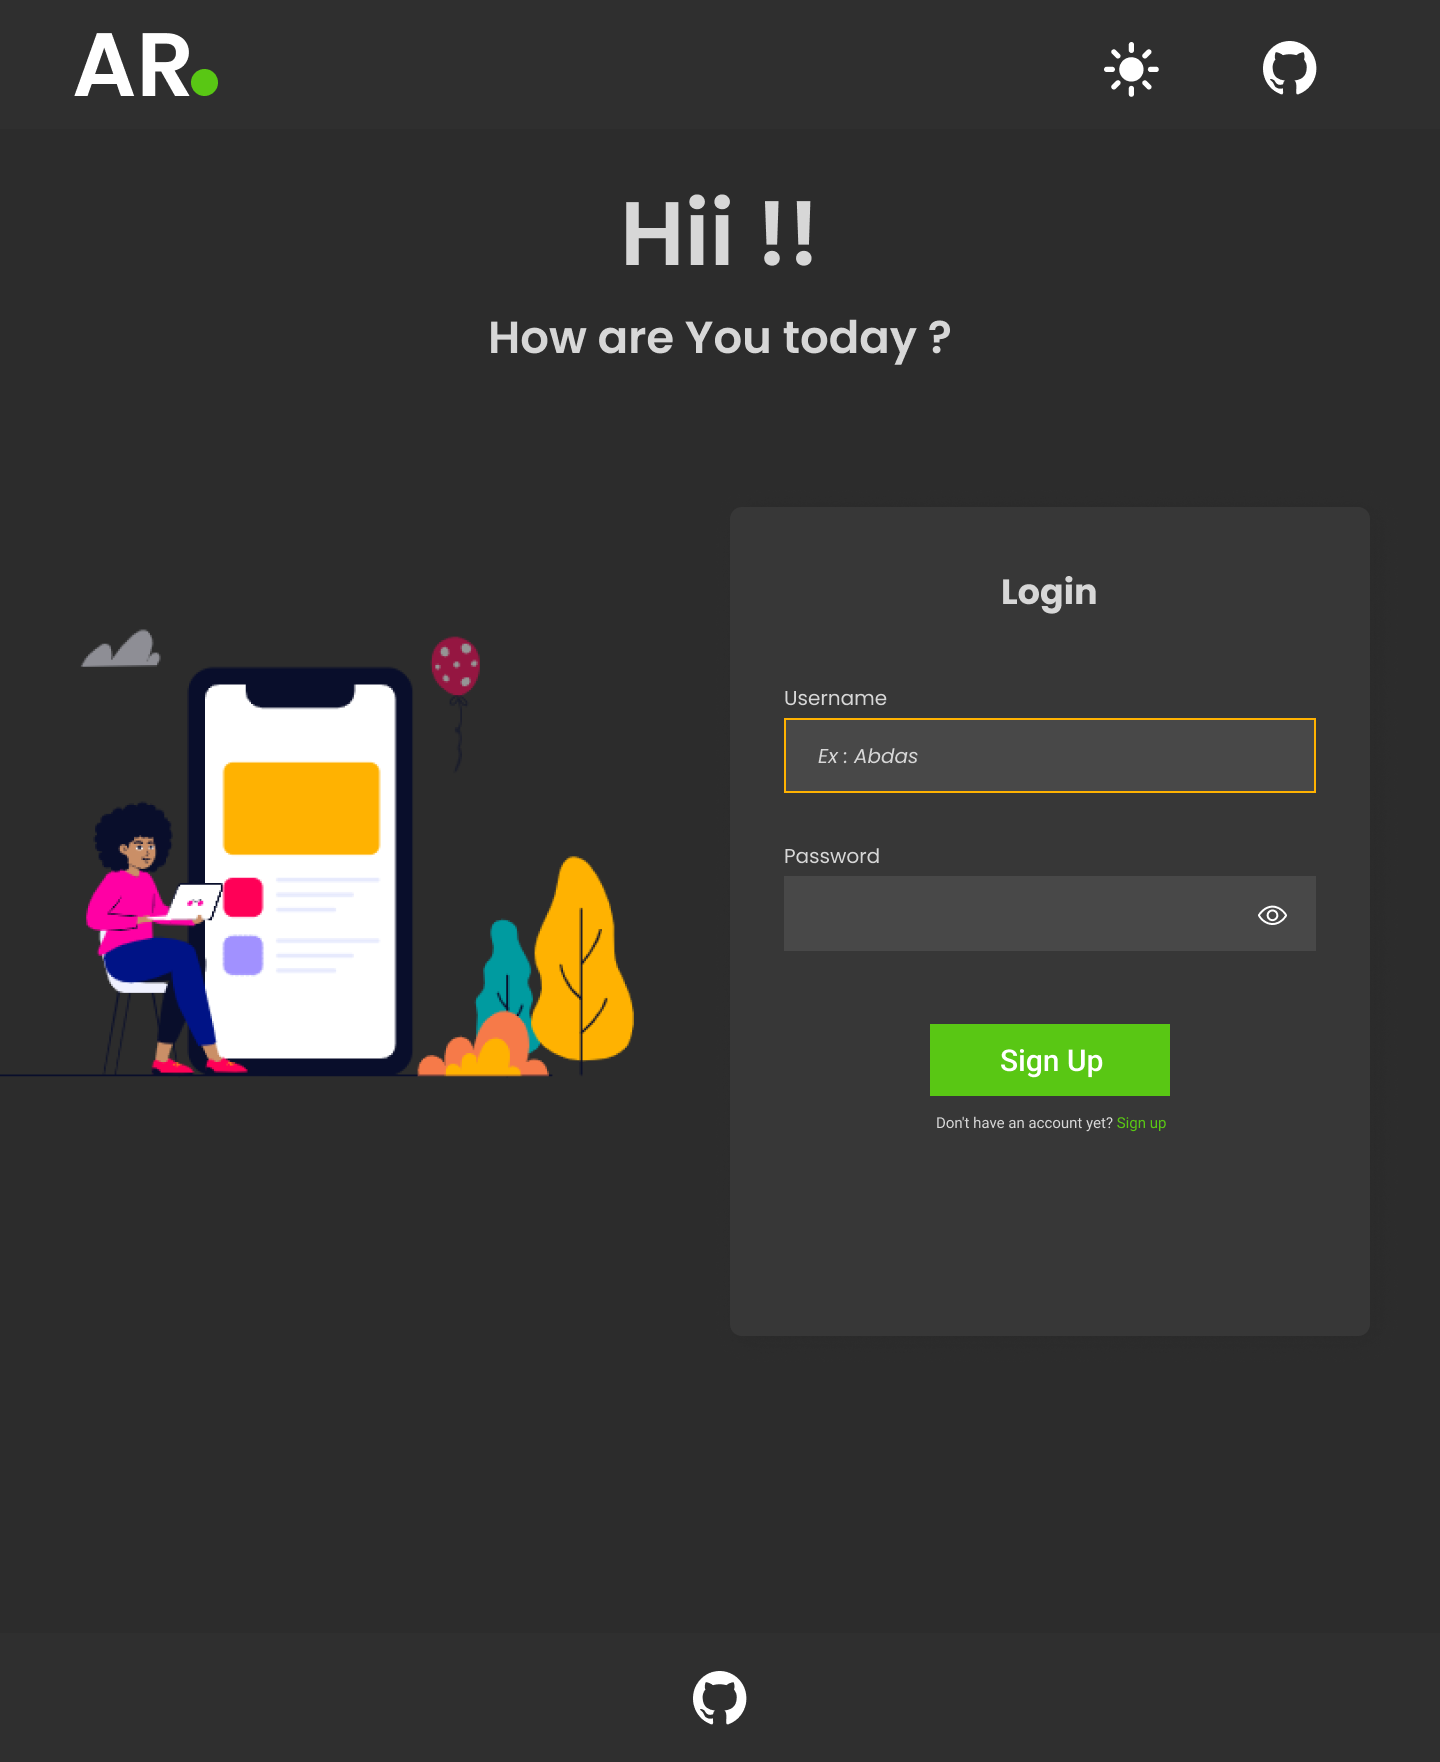 AR.
Hii !!
How are You today ?
Login
Username
Ex : Abdas
Password
Sign Up
Don't have an account yet? Sign up